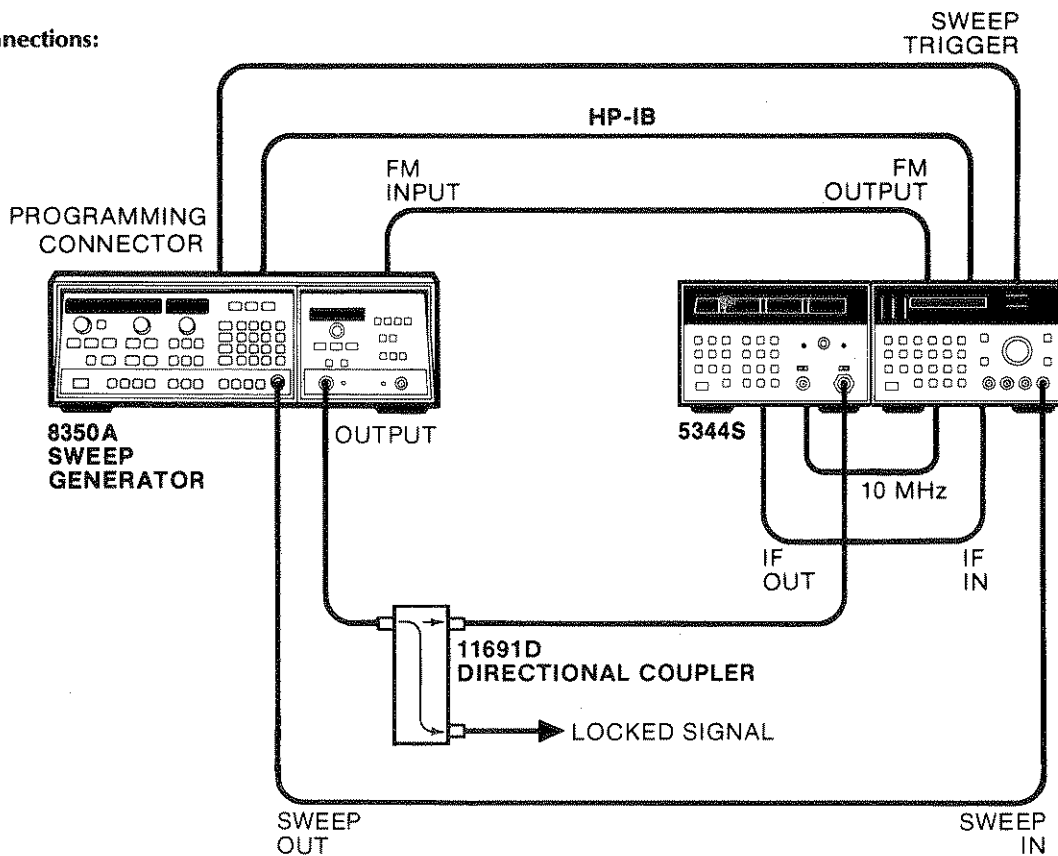 nnections:
SWEEP
TRIGGER
HP-IB
FM
INPUT
FM
OUTPUT
PROGRAMMING
CONNECTOR
8350A
SWEEP
GENERATOR
OUTPUT
5344S
10 MHz
IF
OUT
IF
IN
11691D
DIRECTIONAL COUPLER
LOCKED SIGNAL
SWEEP
OUT
SWEEP
IN